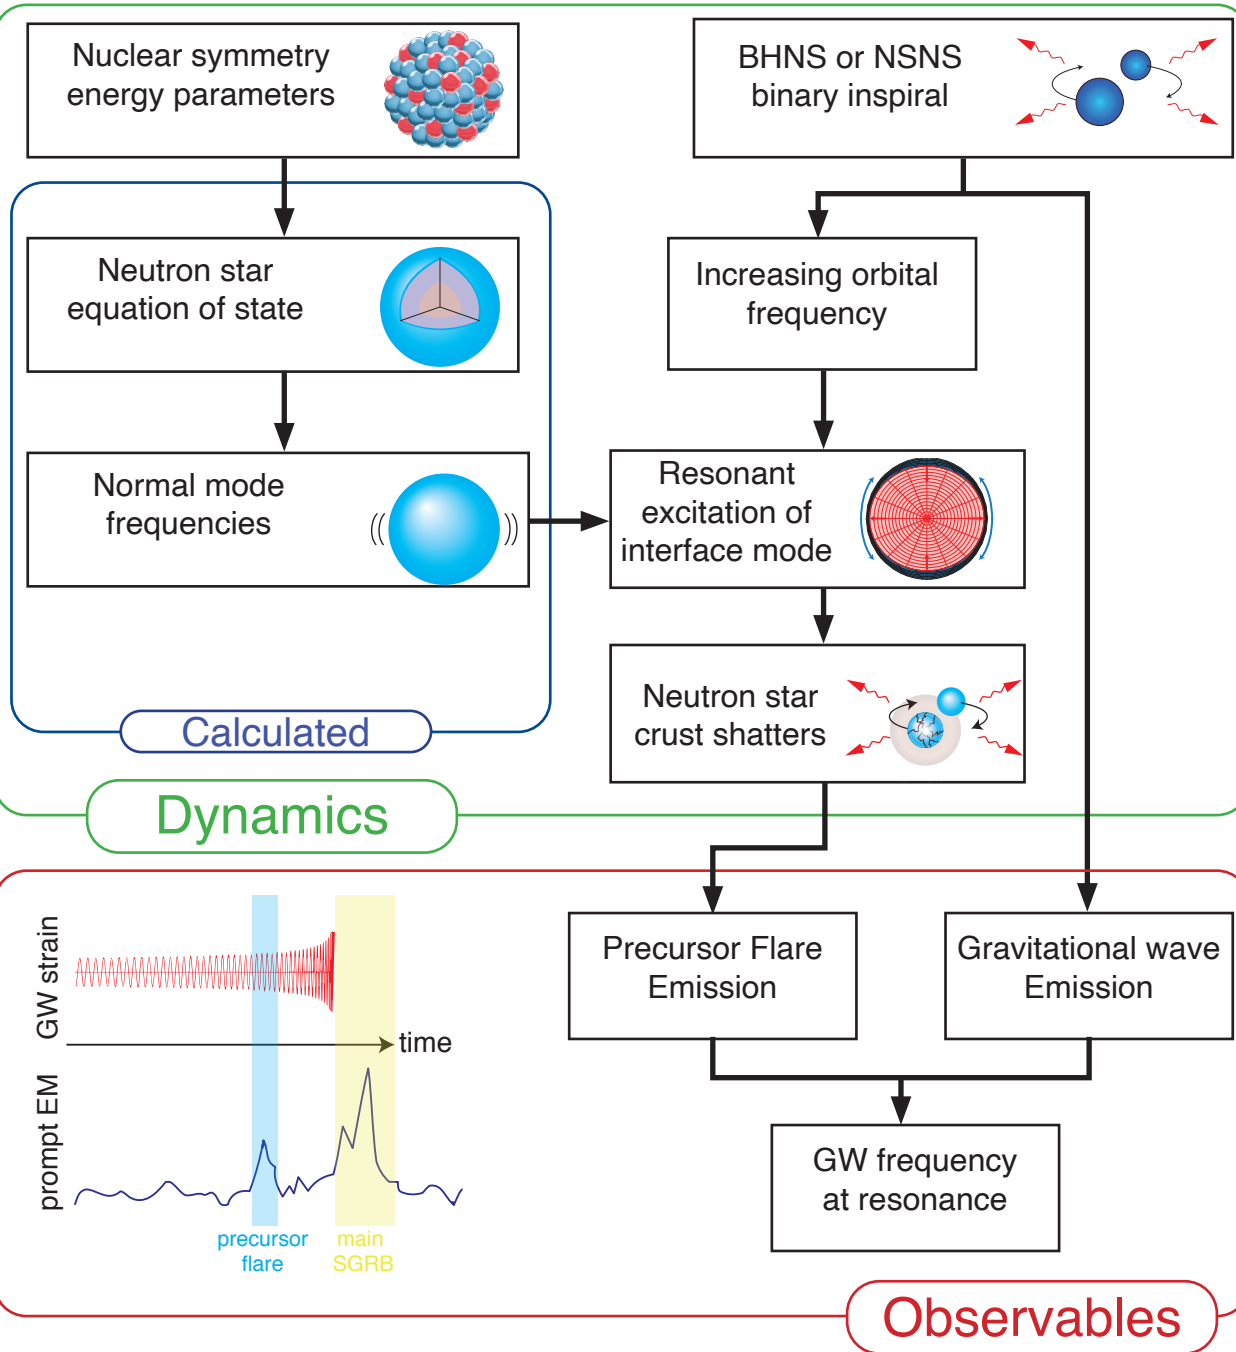 Nuclear symmetry
energy parameters
BHNS or NSNS
binary inspiral
Neutron star
equation of state
Increasing orbital
frequency
Normal mode
frequencies
Resonant
excitation of
interface mode
Neutron star
crust shatters
Calculated
Dynamics
GW strain
time
prompt EM
precursor
flare
main
SGRB
Precursor Flare
Emission
Gravitational wave
Emission
GW frequency
at resonance
Observables